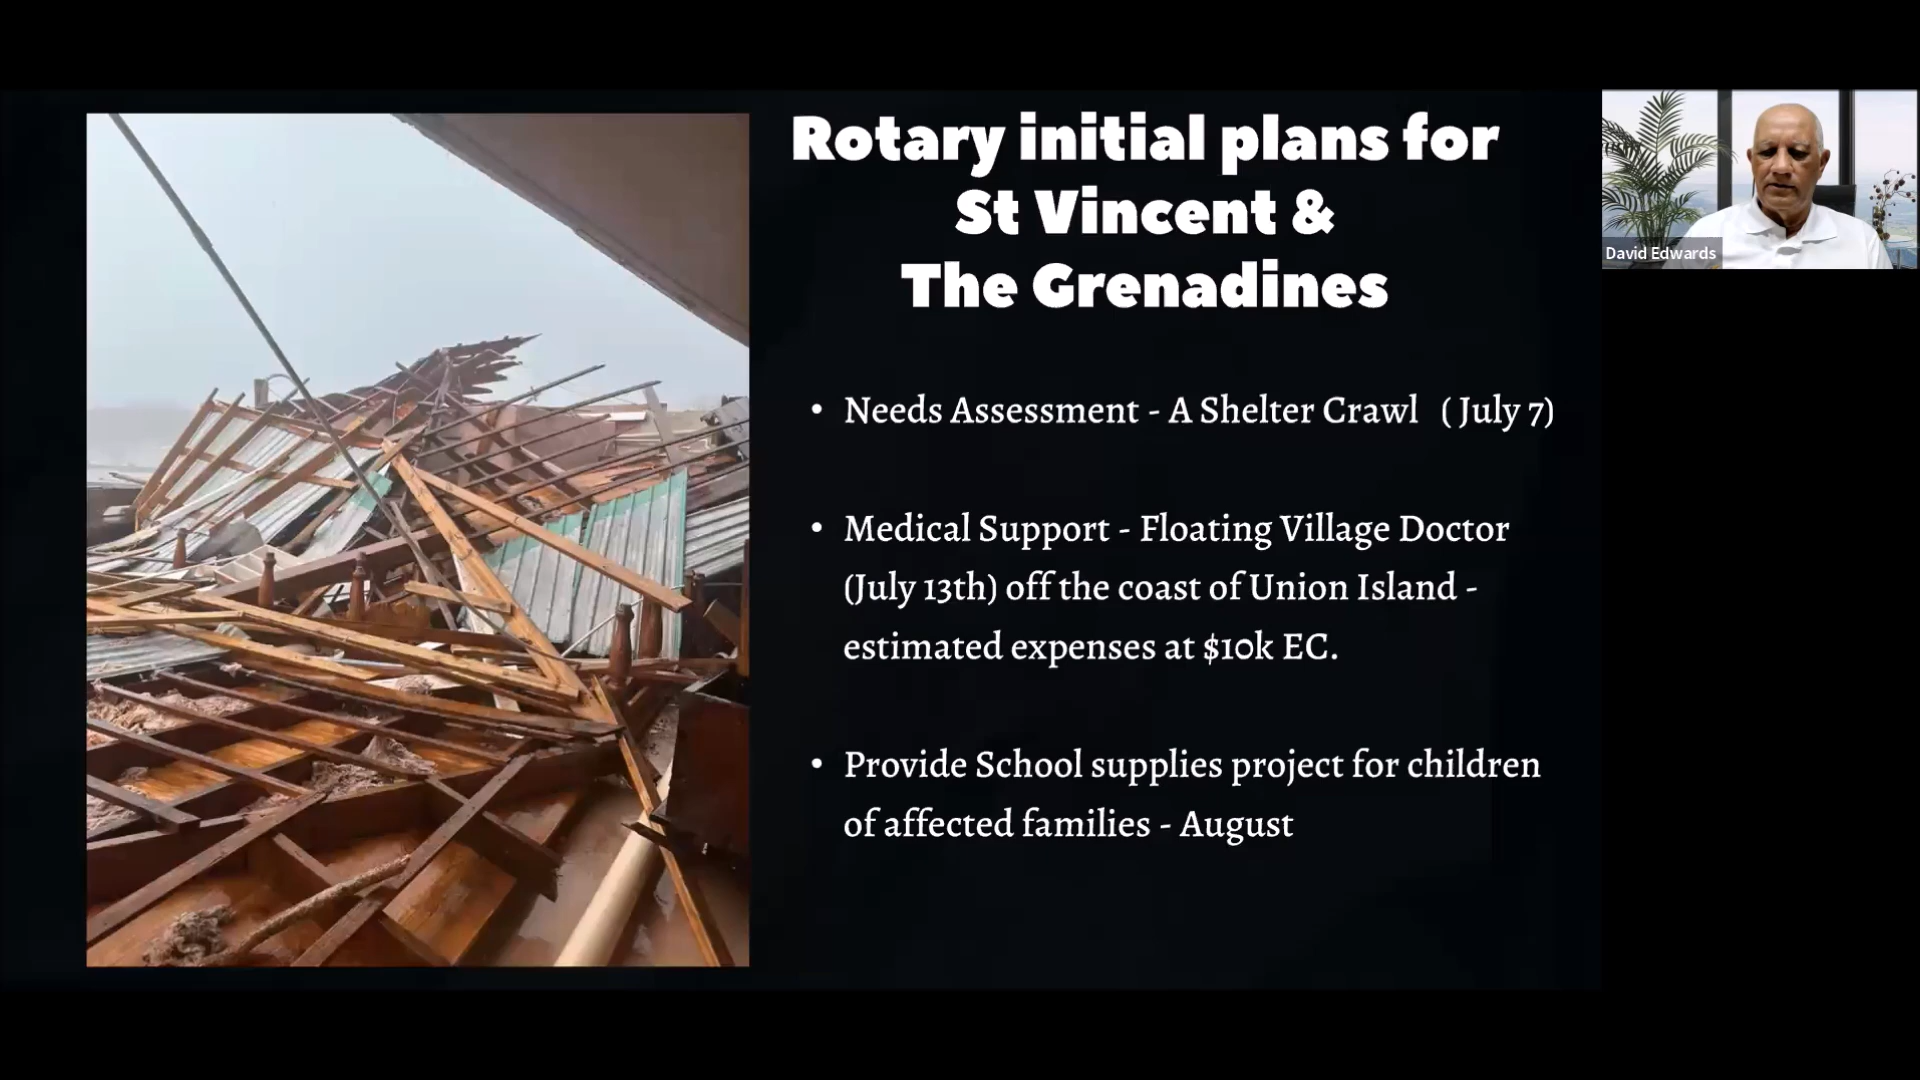 Rotary initial plans for
St Vincent &
The Grenadines
• Needs Assessment - A Shelter Crawl ( July 7)
• Medical Support - Floating Village Doctor
(July 13th) off the coast of Union Island -
estimated expenses at $10k EC.
• Provide School supplies project for children
of affected families - August
David Edwards